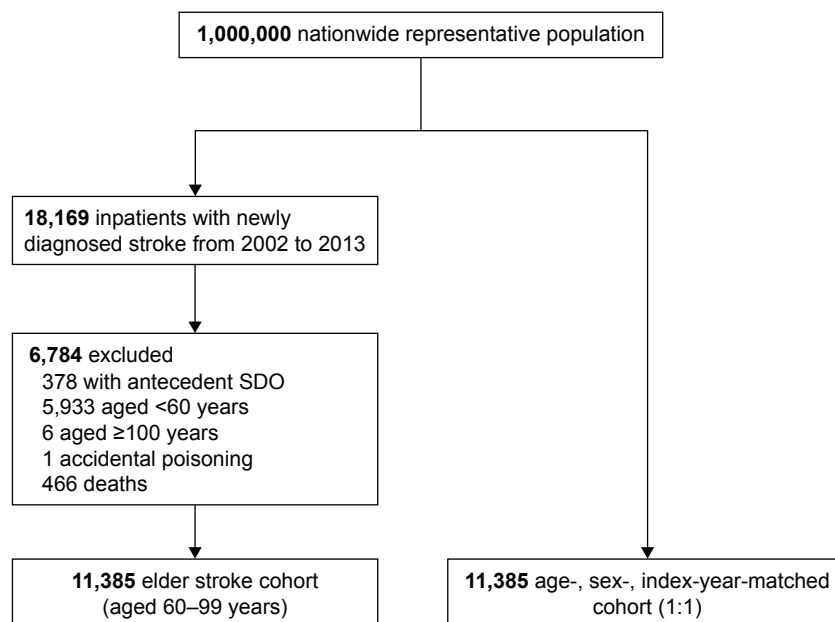 1,000,000 nationwide representative population
18,169 inpatients with newly
diagnosed stroke from 2002 to 2013
6,784 excluded
378 with antecedent SDO
5,933 aged <60 years
6 aged ≥100 years
1 accidental poisoning
466 deaths
11,385 elder stroke cohort
(aged 60–99 years)
11,385 age-, sex-, index-year-matched
cohort (1:1)